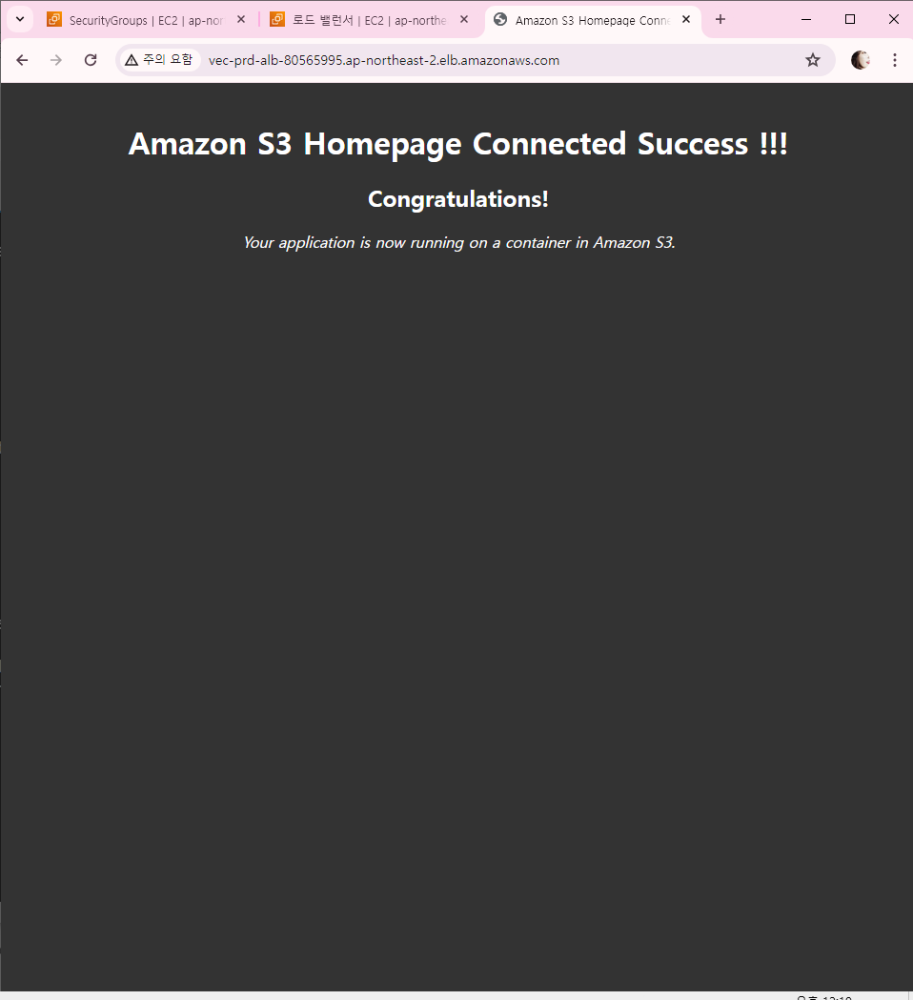 SecurityGroups | EC2 | ap-nor
로드 밸런서 | EC2 | ap-northe
Amazon S3 Homepage Conne
주의 요함
vec-prd-alb-80565995.ap-northeast-2.elb.amazonaws.com
Amazon S3 Homepage Connected Success !!!
Congratulations!
Your application is now running on a container in Amazon S3.